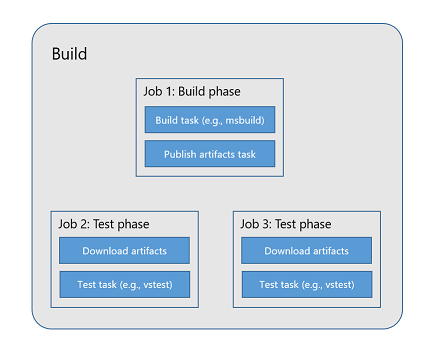 Build
Job 1: Build phase
Build task (e.g., msbuild)
Publish artifacts task
Job 2: Test phase
Download artifacts
Test task (e.g., vstest)
Job 3: Test phase
Download artifacts
Test task (e.g., vstest)